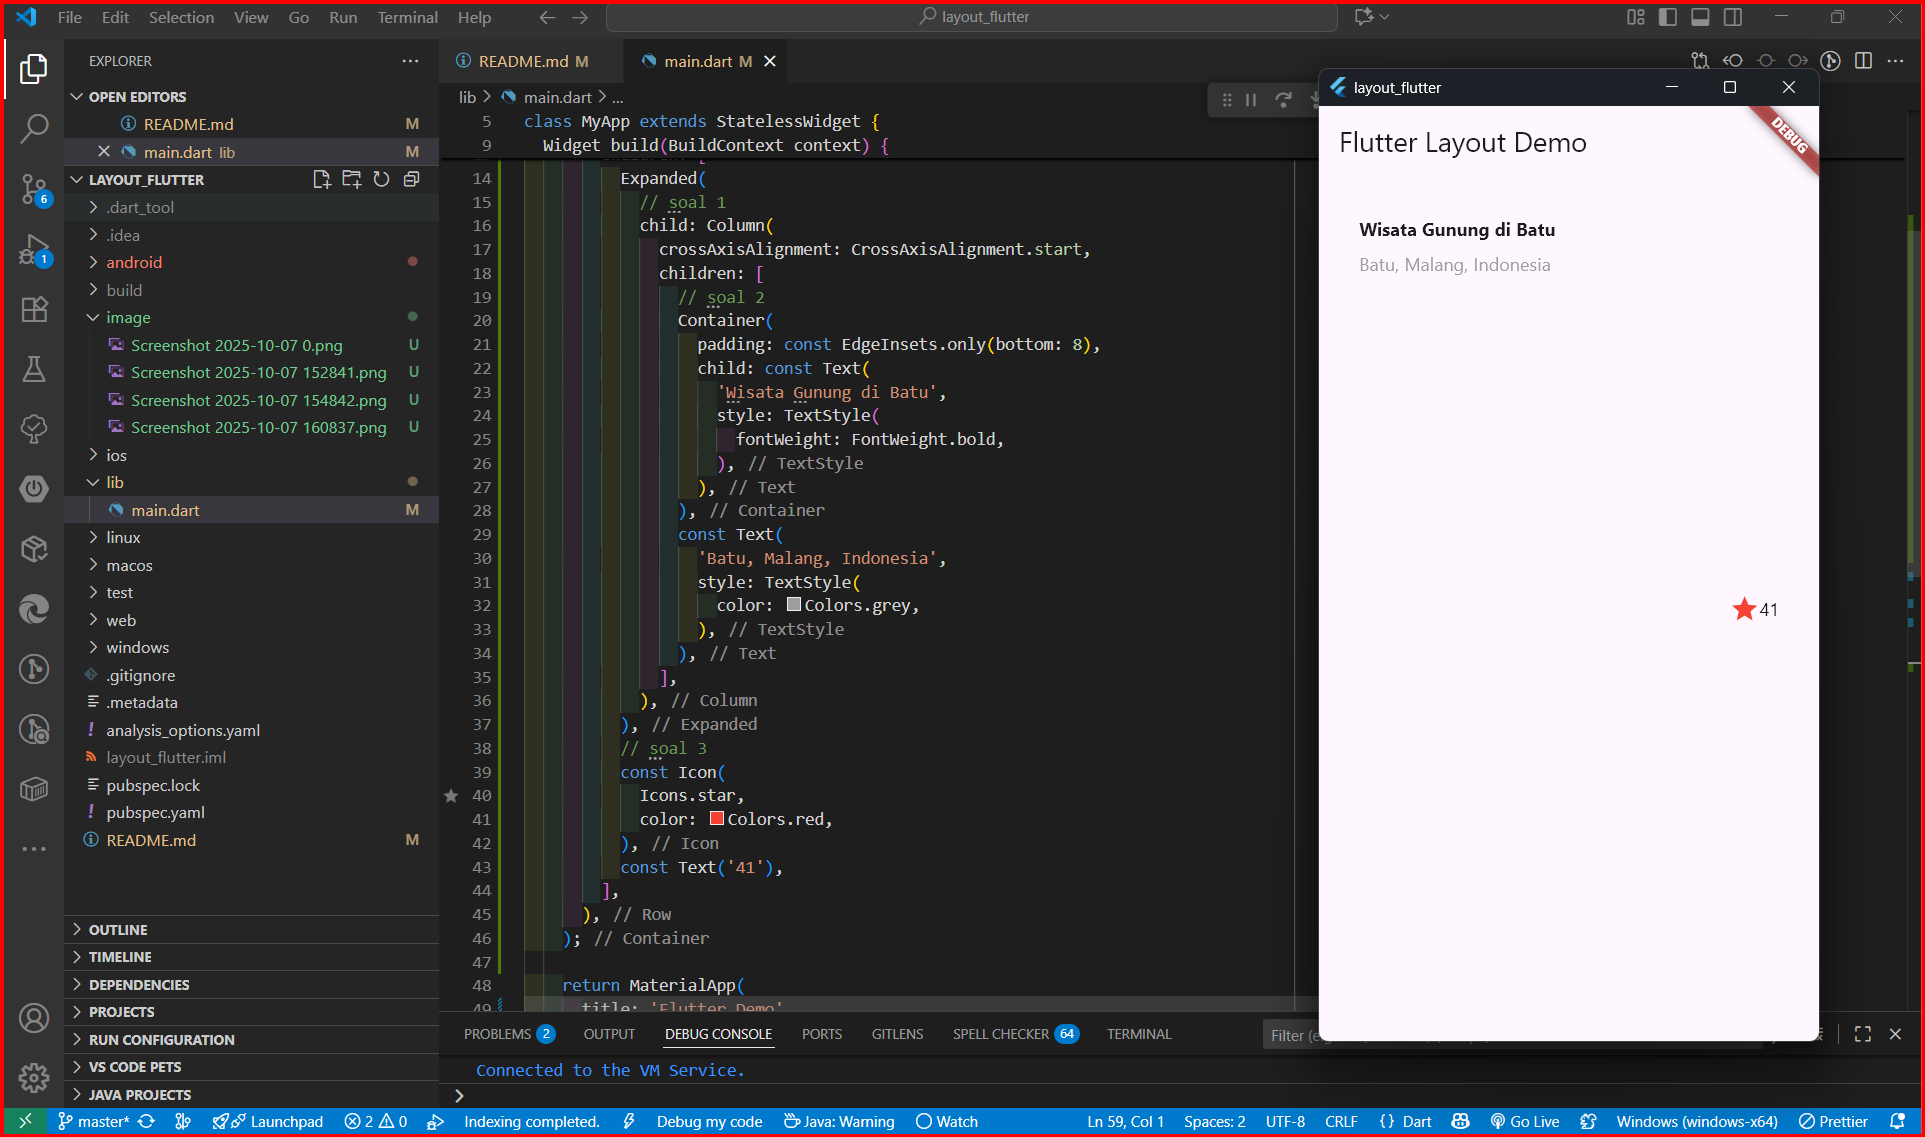 File Edit Selection View Go Run Terminal Help
layout_flutter
EXPLORER
OPEN EDITORS
README.md M
main.dart lib M
LAYOUT_FLUTTER
.dart_tool
.idea
android
build
image
Screenshot 2025-10-07 0.png U
Screenshot 2025-10-07 152841.png U
Screenshot 2025-10-07 154842.png U
Screenshot 2025-10-07 160837.png U
ios
lib
main.dart M
linux
macos
test
web
windows
.gitignore
.metadata
analysis_options.yaml
layout_flutter.iml
pubspec.lock
pubspec.yaml
README.md M
OUTLINE
TIMELINE
DEPENDENCIES
PROJECTS
RUN CONFIGURATION
VS CODE PETS
JAVA PROJECTS
6
1
README.md M
main.dart M
lib > main.dart > ...
5 class MyApp extends StatelessWidget {
9 Widget build(BuildContext context) {
14 Expanded(
15 // soal 1
16 child: Column(
17 crossAxisAlignment: CrossAxisAlignment.start,
18 children: [
19 // soal 2
20 Container(
21 padding: const EdgeInsets.only(bottom: 8),
22 child: const Text(
23 'Wisata Gunung di Batu',
24 style: TextStyle(
25 fontWeight: FontWeight.bold,
26 ), // TextStyle
27 ), // Text
28 ), // Container
29 const Text(
30 'Batu, Malang, Indonesia',
31 style: TextStyle(
32 color: Colors.grey,
33 ), // TextStyle
34 ), // Text
35 ],
36 ), // Column
37 ), // Expanded
38 // soal 3
39 const Icon(
40 Icons.star,
41 color: Colors.red,
42 ), // Icon
43 const Text('41'),
44 ],
45 ), // Row
46 ); // Container
47
48 return MaterialApp(
49 title: 'Flutter Demo'
layout_flutter
DEBUG
Flutter Layout Demo
Wisata Gunung di Batu
Batu, Malang, Indonesia
41
PROBLEMS 2 OUTPUT DEBUG CONSOLE PORTS GITLENS SPELL CHECKER 64 TERMINAL
Filter (e
Connected to the VM Service.
>
master* Launchpad 2 0 Indexing completed. Debug my code Java: Warning Watch Ln 59, Col 1 Spaces: 2 UTF-8 CRLF {} Dart Go Live Windows (windows-x64) Prettier